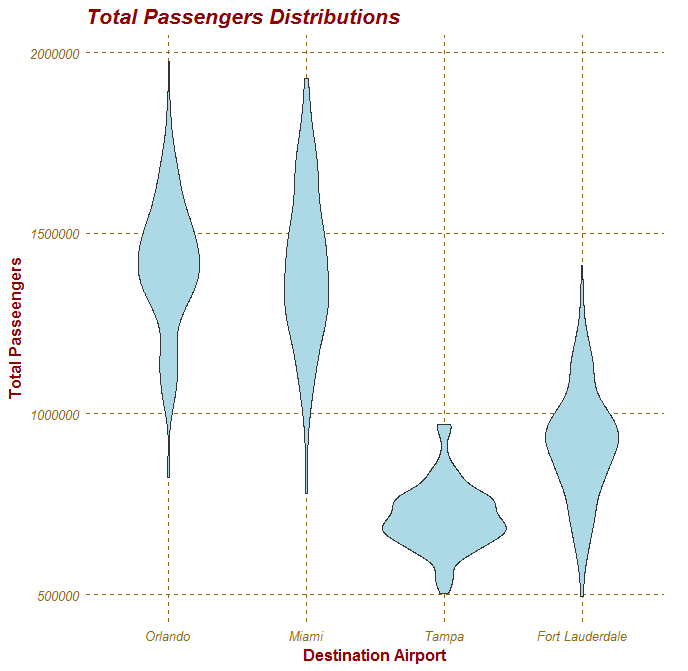 Total Passengers Distributions
2000000
1500000
1000000
500000
Total Passeengers
Orlando Miami Tampa Fort Lauderdale
Destination Airport